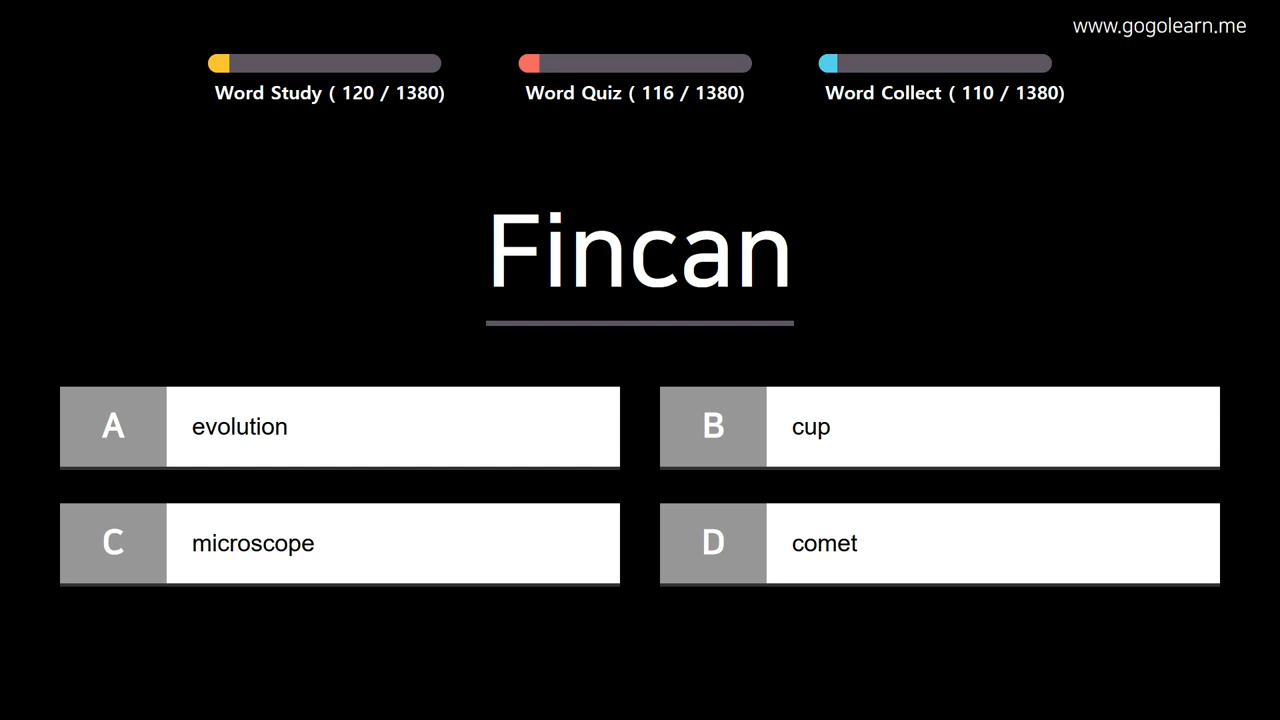 www.gogolearn.me
Word Study ( 120 / 1380)
Word Quiz ( 116 / 1380)
Word Collect ( 110 / 1380)
Fincan
A evolution
B cup
C microscope
D comet